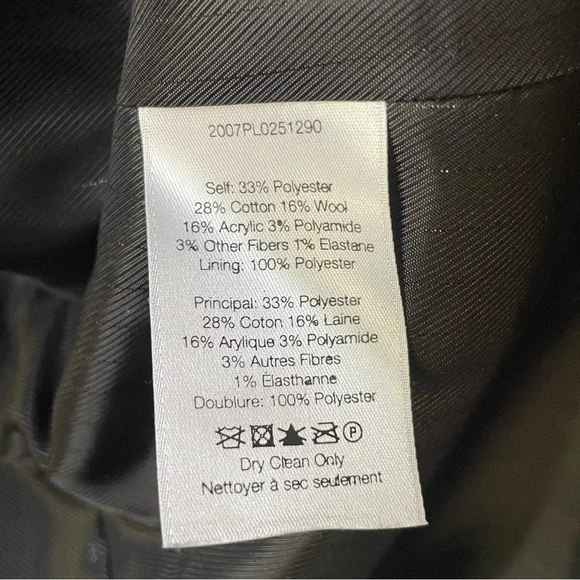 2007PL0251290
Self: 33% Polyester
28% Cotton 16% Wool
16% Acrylic 3% Polyamide
3% Other Fibers 1% Elastane
Lining: 100% Polyester
Principal: 33% Polyester
28% Coton 16% Laine
16% Arylique 3% Polyamide
3% Autres Fibres
1% Élasthanne
Doublure: 100% Polyester
P
Dry Clean Only
Nettoyer à sec seulement